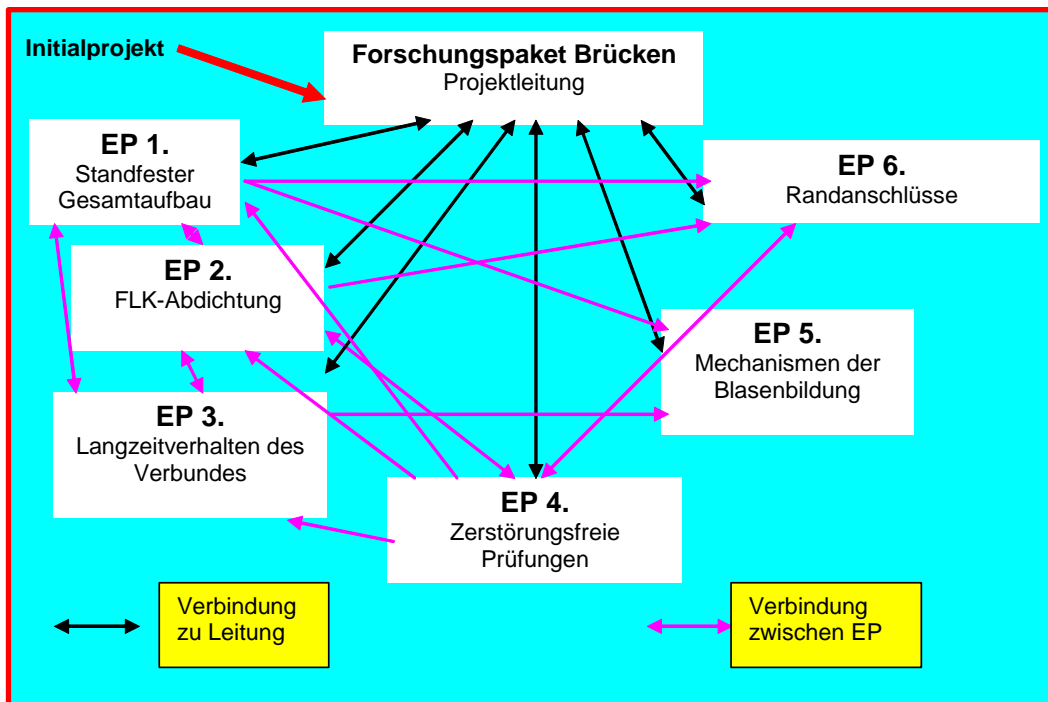 Initialprojekt
Forschungspaket Brücken
Projektleitung
EP 1.
Standfester
Gesamtaufbau
EP 6.
Randanschlüsse
EP 2.
FLK-Abdichtung
EP 5.
Mechanismen der
Blasenbildung
EP 3.
Langzeitverhalten des
Verbundes
EP 4.
Zerstörungsfreie
Prüfungen
Verbindung
zu Leitung
Verbindung
zwischen EP